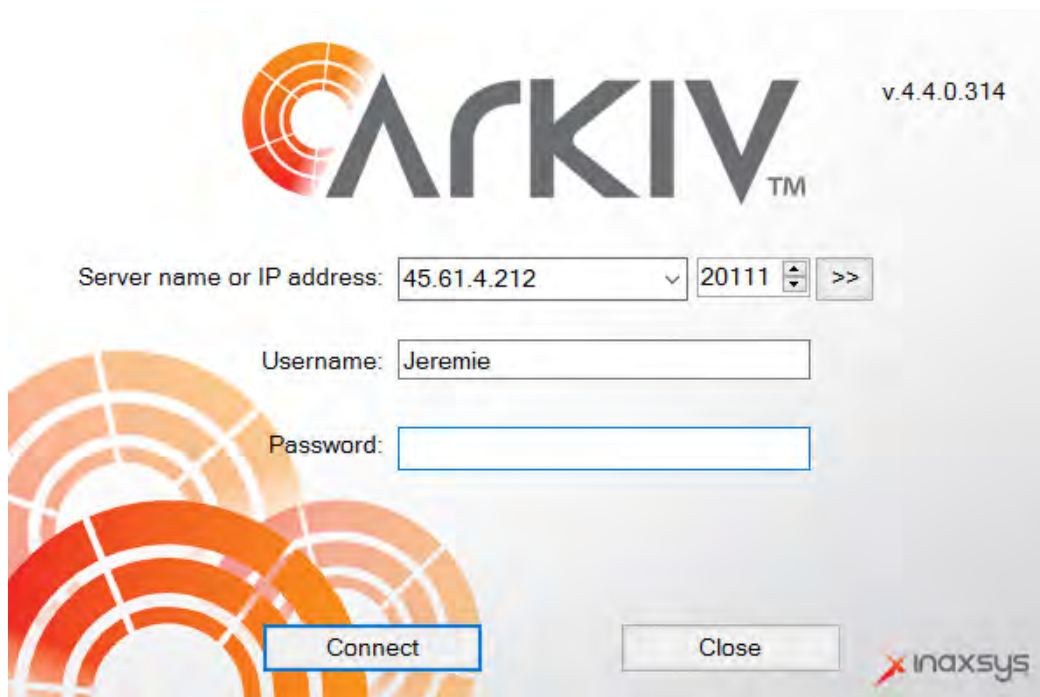 ArKIV TM
v.4.4.0.314
Server name or IP address: 45.61.4.212 20111 >>
Username: Jeremie
Password:
Connect Close
inaxsys